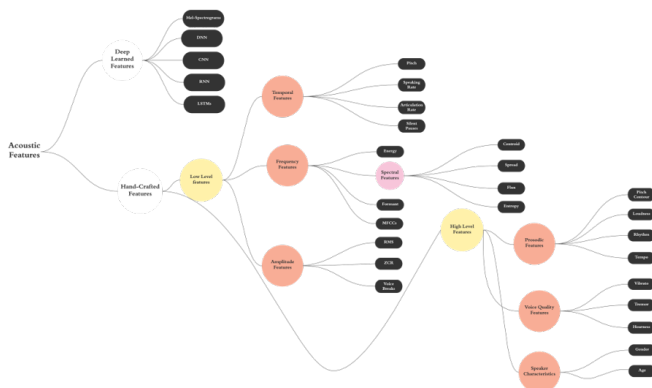 Acoustic
Features
Deep
Learned
Features
Mel-Spectrograms
DNN
CNN
RNN
LSTMs
Hand-Crafted
Features
Low Level
features
Temporal
Features
Pitch
Speaking
Rate
Articulation
Rate
Silent
Pauses
Frequency
Features
Energy
Spectral
Features
Centroid
Spread
Flux
Entropy
Formant
MFCCs
Amplitude
Features
RMS
ZCR
Voice
Breaks
High Level
Features
Prosodic
Features
Pitch
Contour
Loudness
Rhythm
Tempo
Voice Quality
Features
Vibrato
Tremor
Hoarness
Speaker
Characteristics
Gender
Age